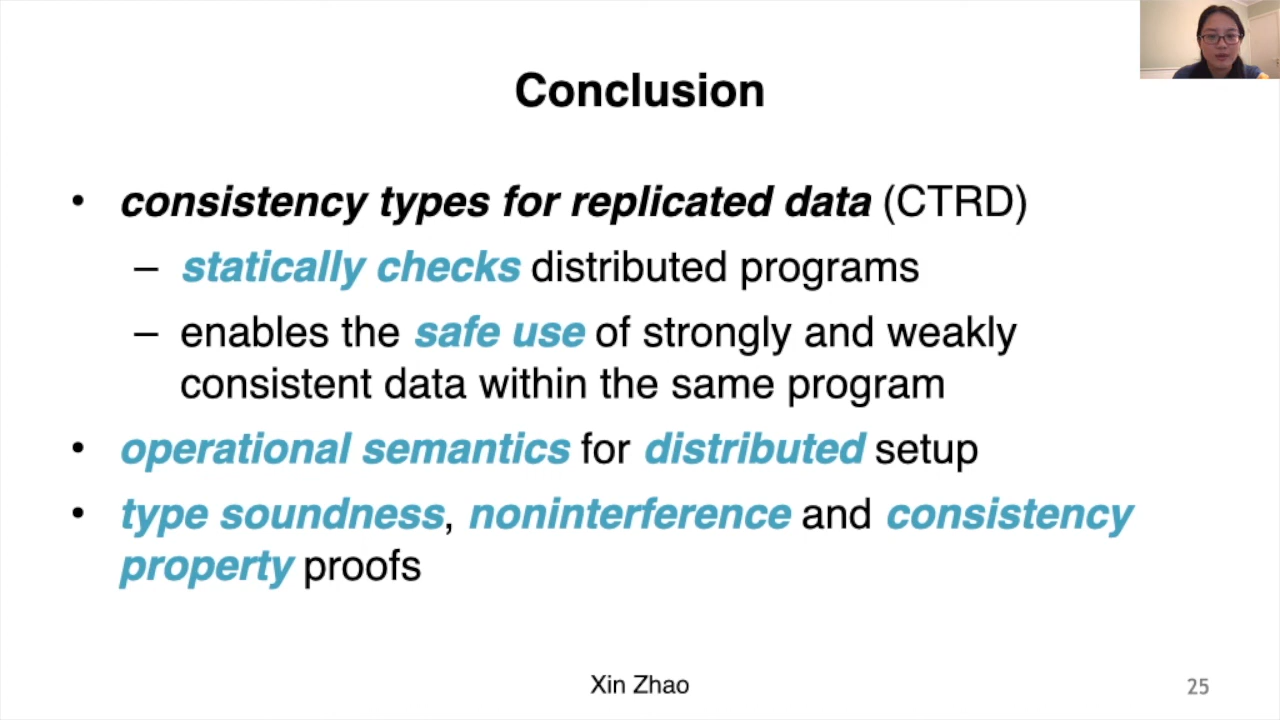 Conclusion
• consistency types for replicated data (CTRD)
– statically checks distributed programs
– enables the safe use of strongly and weakly
consistent data within the same program
• operational semantics for distributed setup
• type soundness, noninterference and consistency
property proofs
Xin Zhao
25